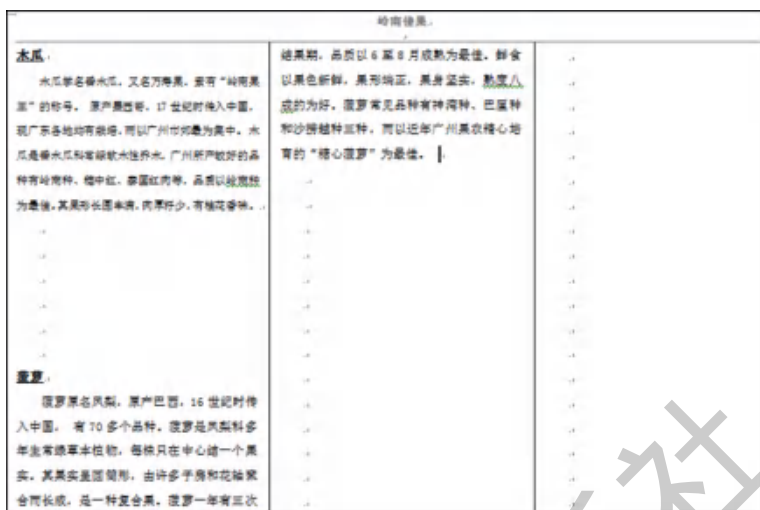 岭南佳果
木瓜
木瓜学名番木瓜，又名万寿果，素有“岭南果
王”的称号。 原产墨西哥，17 世纪时传入中国，
现广东各地均有栽培，而以广州市郊最为集中。木
瓜是番木瓜科常绿软木性乔木。广州所产较好的品
种有岭南种、穗中红、泰国红肉等，品质以岭南种
为最佳。其果形长圆丰满，肉厚籽少，有桂花香味。
菠萝
菠萝原名凤梨，原产巴西，16 世纪时传
入中国， 有 70 多个品种。菠萝是凤梨科多
年生常绿草本植物，每株只在中心结一个果
实。其果实呈圆筒形，由许多子房和花轴聚
合而长成，是一种复合果。菠萝一年有三次
结果期，品质以 6 至 8 月成熟为最佳。鲜食
以果色新鲜，果形端正，果身坚实，熟度八
成的为好。菠萝常见品种有神湾种、巴厘种
和沙捞越种三种，而以近年广州果农精心培
育的“糖心菠萝”为最佳。
社